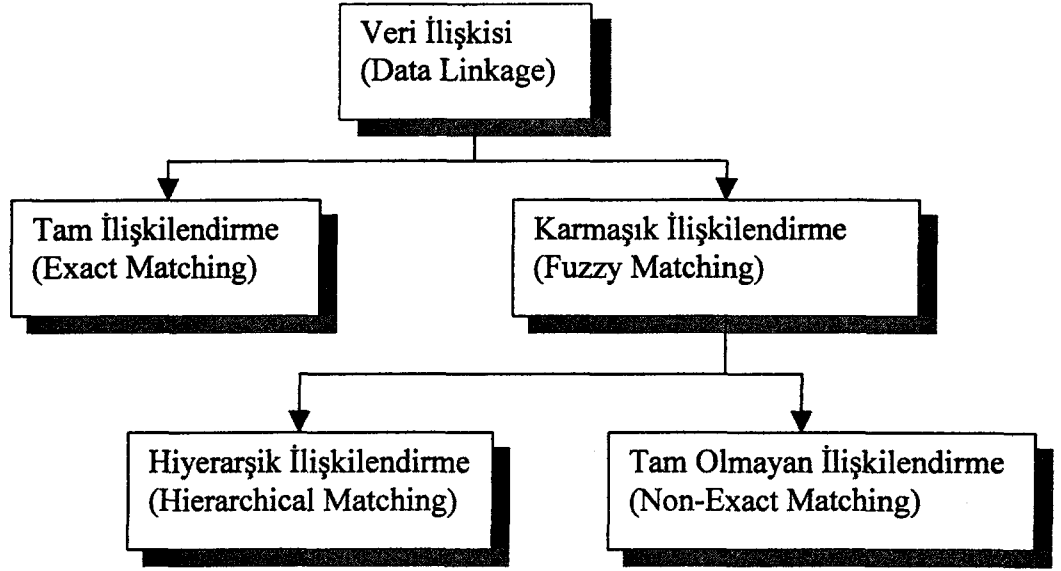 Veri İlişkisi
(Data Linkage)
Tam İlişkilendirme
(Exact Matching)
Karmaşık İlişkilendirme
(Fuzzy Matching)
Hiyerarşik İlişkilendirme
(Hierarchical Matching)
Tam Olmayan İlişkilendirme
(Non-Exact Matching)